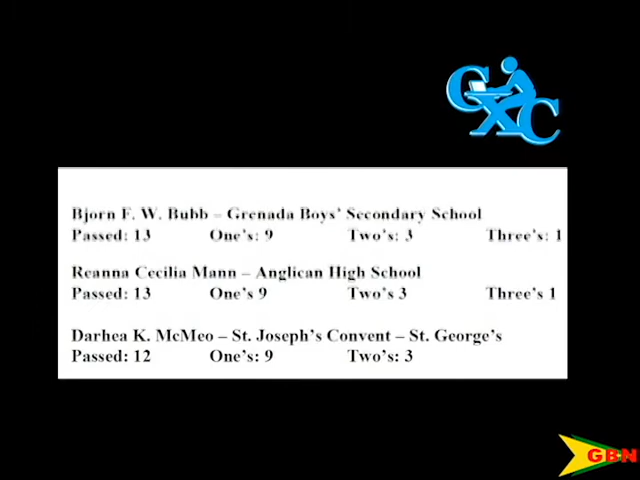 CXC
Bjorn F. W. Bubb – Grenada Boys' Secondary School
Passed: 13 One's: 9 Two's: 3 Three's: 1
Reanna Cecilia Mann – Anglican High School
Passed: 13 One's 9 Two's 3 Three's 1
Darhea K. McMeo – St. Joseph's Convent – St. George's
Passed: 12 One's: 9 Two's: 3
GBN